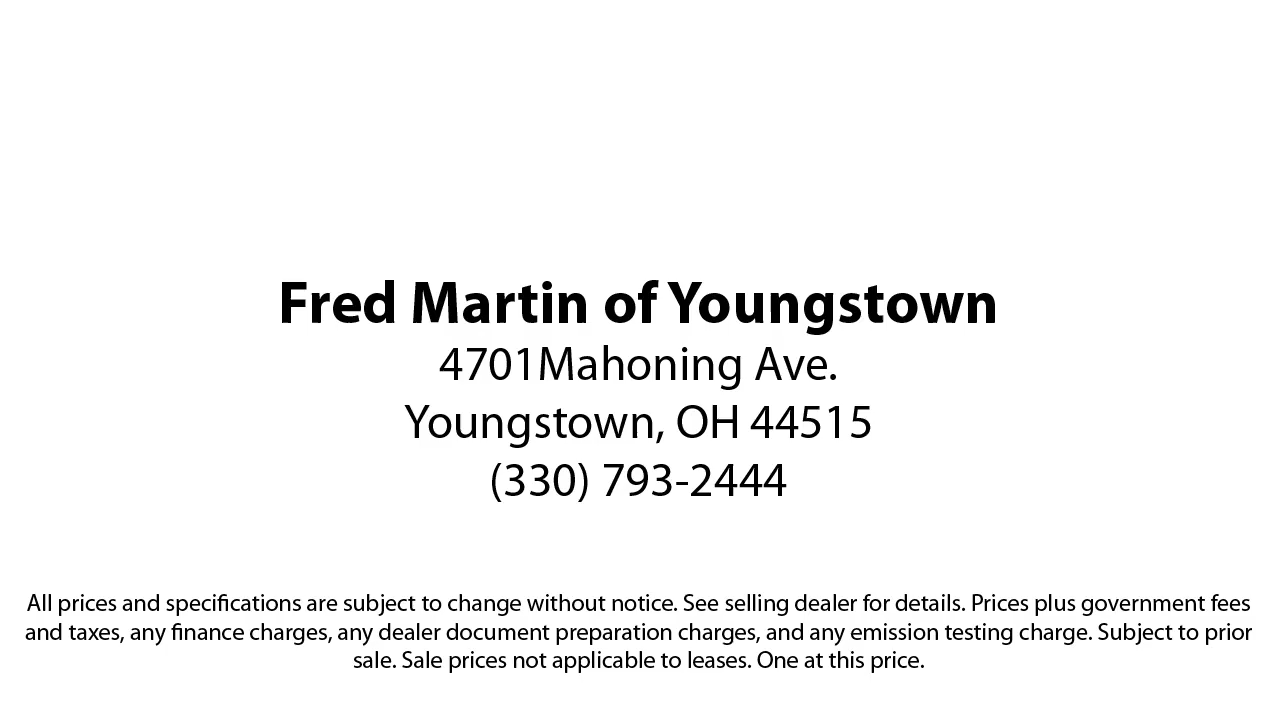 Fred Martin of Youngstown
4701Mahoning Ave.
Youngstown, OH 44515
(330) 793-2444
All prices and specifications are subject to change without notice. See selling dealer for details. Prices plus government fees
and taxes, any finance charges, any dealer document preparation charges, and any emission testing charge. Subject to prior
sale. Sale prices not applicable to leases. One at this price.